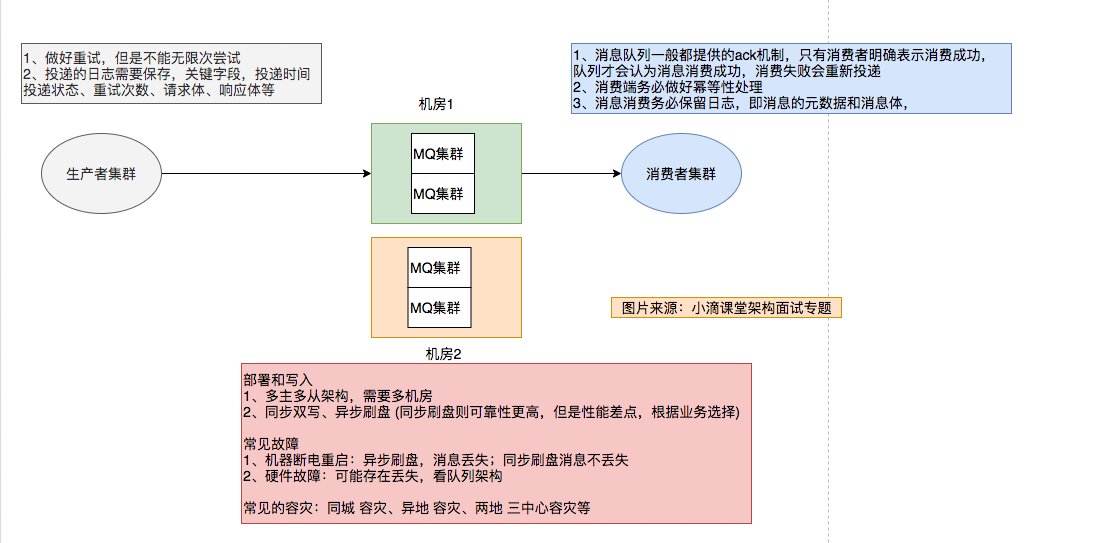 1、做好重试，但是不能无限次尝试
2、投递的日志需要保存，关键字段，投递时间
投递状态、重试次数、请求体、响应体等
1、消息队列一般都提供的ack机制，只有消费者明确表示消费成功，
队列才会认为消息消费成功，消费失败会重新投递
2、消费端务必做好幂等性处理
3、消息消费务必保留日志，即消息的元数据和消息体，
机房1
生产者集群
MQ集群
MQ集群
消费者集群
MQ集群
MQ集群
图片来源：小滴课堂架构面试专题
机房2
部署和写入
1、多主多从架构，需要多机房
2、同步双写、异步刷盘 (同步刷盘则可靠性更高，但是性能差点，根据业务选择)
常见故障
1、机器断电重启：异步刷盘，消息丢失；同步刷盘消息不丢失
2、硬件故障：可能存在丢失，看队列架构
常见的容灾：同城 容灾、异地 容灾、两地 三中心容灾等